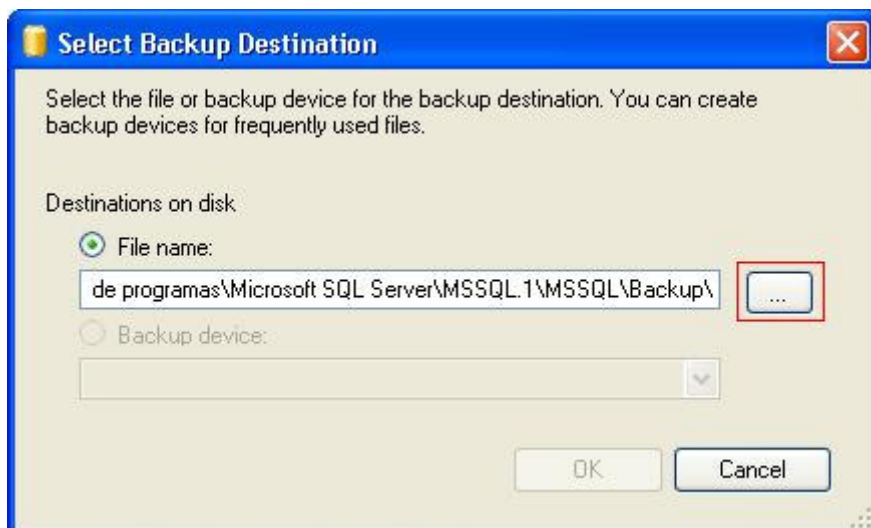 Select Backup Destination
Select the file or backup device for the backup destination. You can create
backup devices for frequently used files.
Destinations on disk
File name:
de programas\Microsoft SQL Server\MSSQL.1\MSSQL\Backup\
...
Backup device:
OK
Cancel